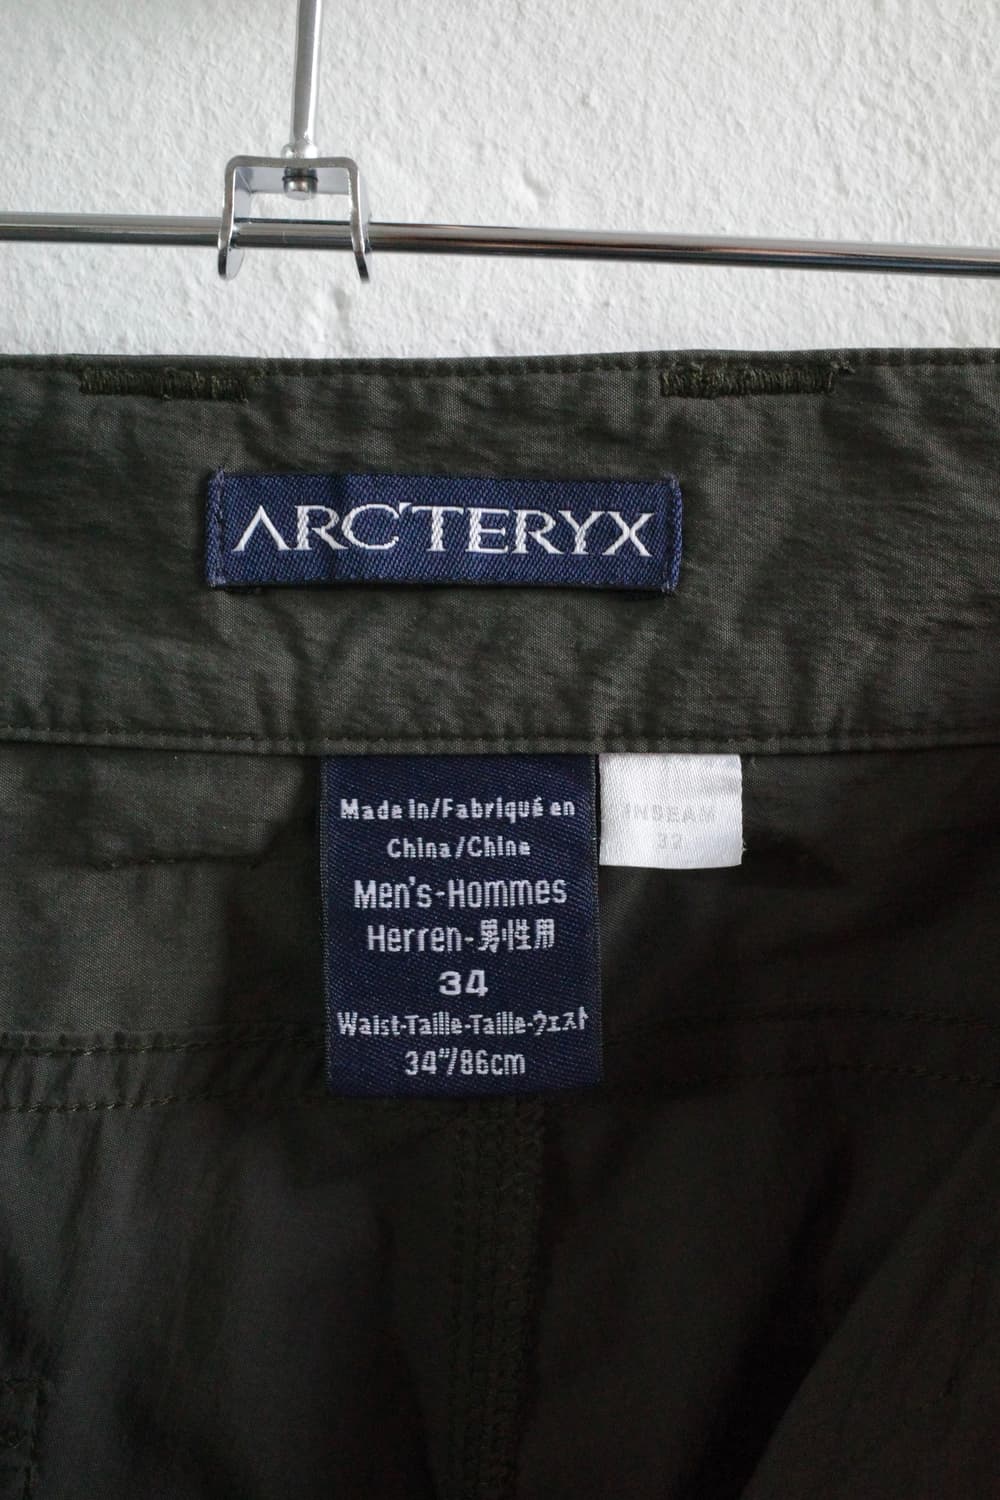 ARC'TERYX
Made in/Fabriqué en
China/Chine
Men's-Hommes
Herren-男性用
34
Waist-Taille-Taille-ウェスト
34"/86cm
INSEAM
32